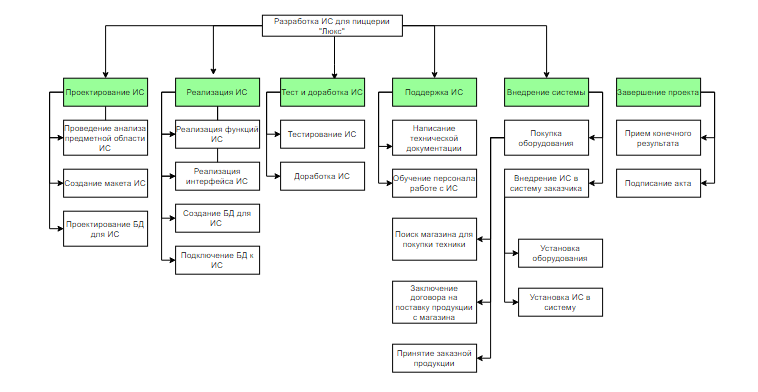 Разработка ИС для пиццерии
"Люкс"
Проектирование ИС
Реализация ИС
Тест и доработка ИС
Поддержка ИС
Внедрение системы
Завершение проекта
Проведение анализа
предметной области
ИС
Реализация функций
ИС
Тестирование ИС
Написание
технической
документации
Покупка
оборудования
Прием конечного
результата
Создание макета ИС
Реализация
интерфейса ИС
Доработка ИС
Обучение персонала
работе с ИС
Внедрение ИС в
систему заказчика
Подписание акта
Проектирование БД
для ИС
Создание БД для
ИС
Поиск магазина для
покупки техники
Подключение БД к
ИС
Установка
оборудования
Заключение
договора на
поставку продукции
с магазина
Установка ИС в
систему
Принятие заказной
продукции